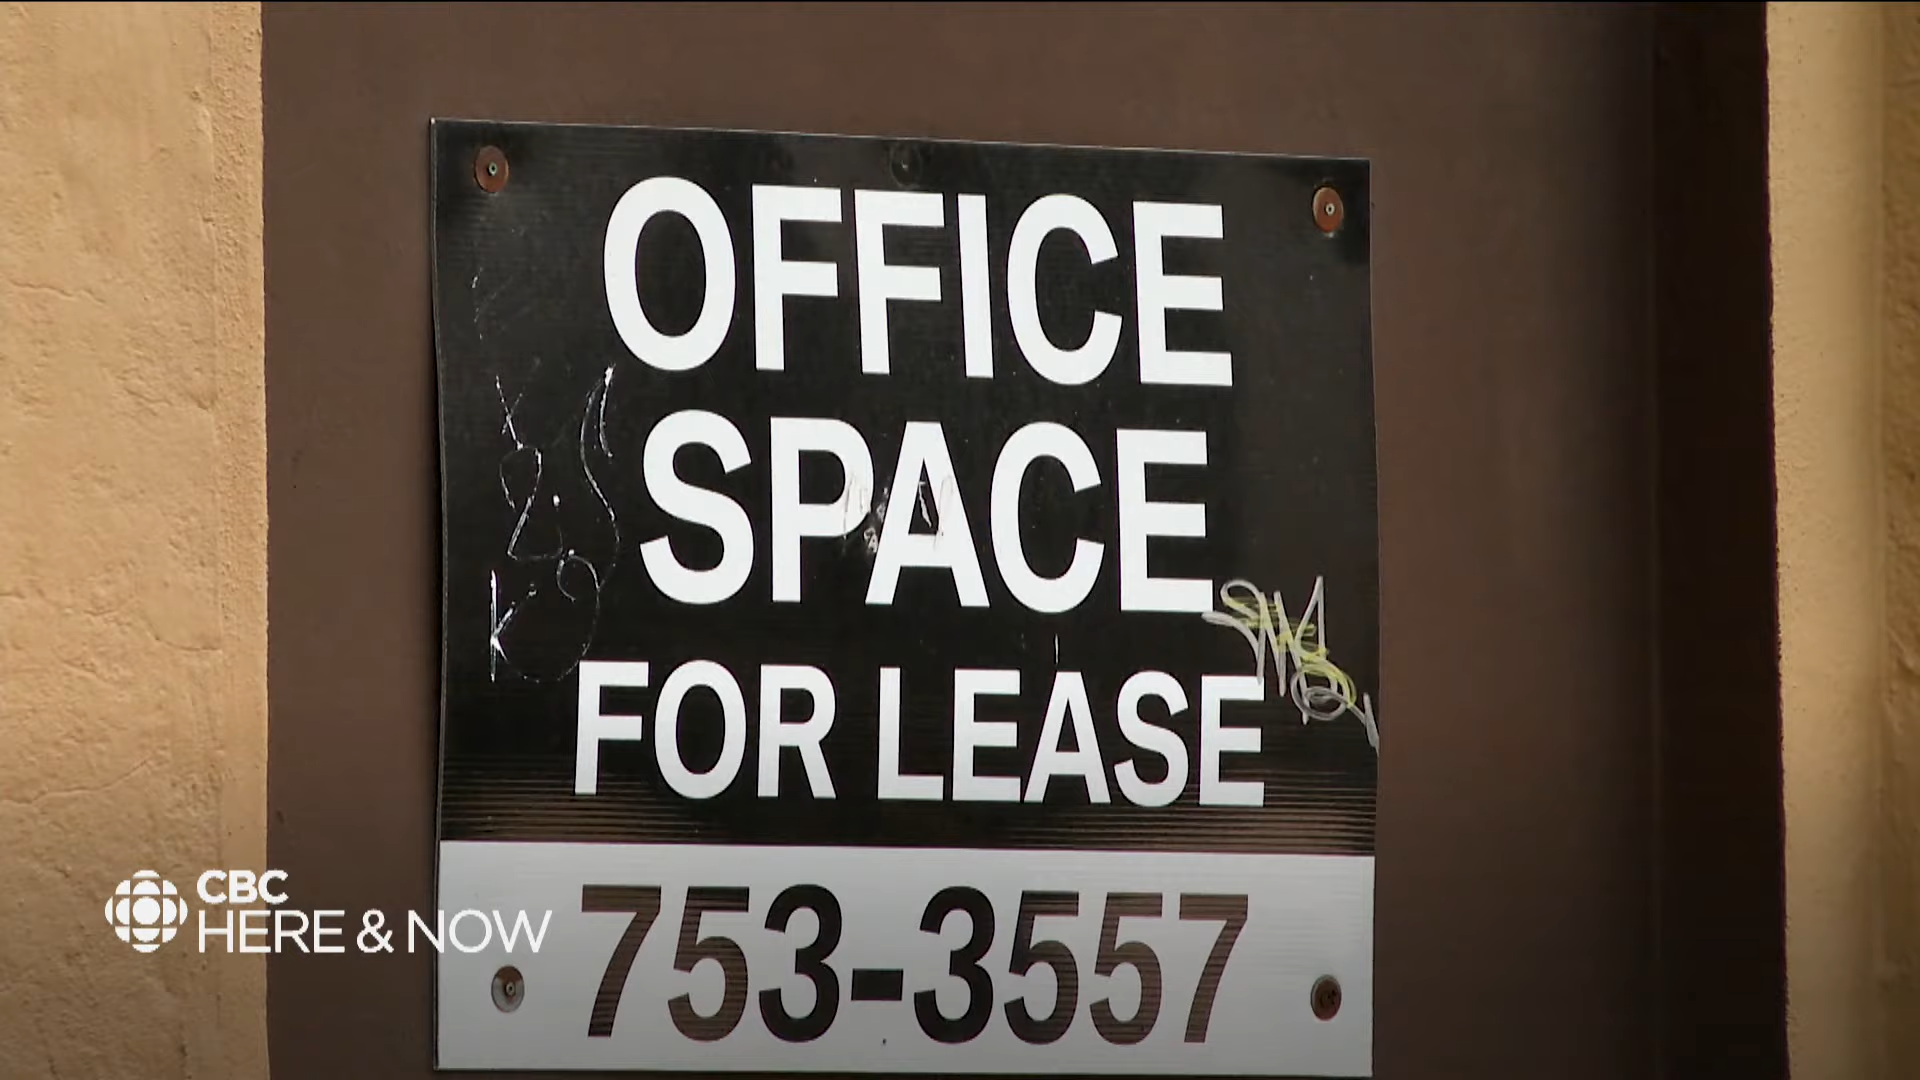 OFFICE
SPACE
FOR LEASE
753-3557
CBC
HERE & NOW